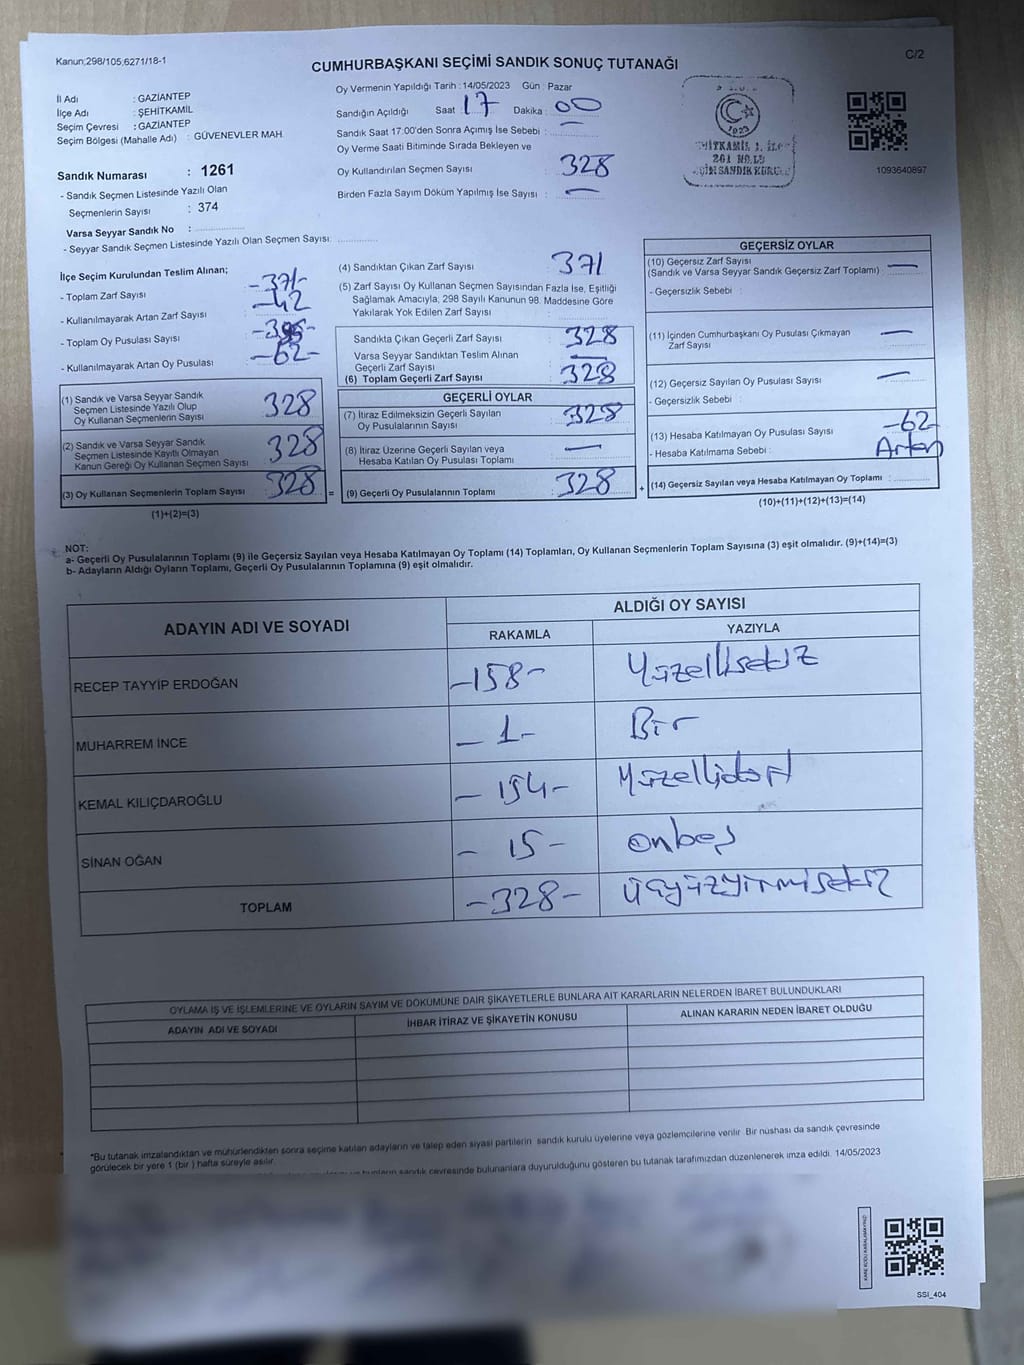 Kanun;298/105;6271/18-1
C/2
CUMHURBAŞKANI SEÇİMİ SANDIK SONUÇ TUTANAĞI
İl Adı : GAZİANTEP
İlçe Adı : ŞEHİTKAMİL
Seçim Çevresi : GAZİANTEP
Seçim Bölgesi (Mahalle Adı) : GÜVENEVLER MAH.
Sandık Numarası : 1261
- Sandık Seçmen Listesinde Yazılı Olan
Seçmenlerin Sayısı : 374
Varsa Seyyar Sandık No :
- Seyyar Sandık Seçmen Listesinde Yazılı Olan Seçmen Sayısı:
Oy Vermenin Yapıldığı Tarih : 14/05/2023 Gün : Pazar
Sandığın Açıldığı Saat : 17 Dakika : 00
Sandık Saat 17:00'den Sonra Açımış İse Sebebi : —
Oy Verme Saati Bitiminde Sırada Bekleyen ve
Oy Kullandırılan Seçmen Sayısı : 328
Birden Fazla Sayım Döküm Yapılmış İse Sayısı : —
1923
1093640897
İlçe Seçim Kurulundan Teslim Alınan;
- Toplam Zarf Sayısı : -371-
- Kullanılmayarak Artan Zarf Sayısı : -42
- Toplam Oy Pusulası Sayısı :
- Kullanılmayarak Artan Oy Pusulası : -62-
(1) Sandık ve Varsa Seyyar Sandık
Seçmen Listesinde Yazılı Olup
Oy Kullanan Seçmenlerin Sayısı : 328
(2) Sandık ve Varsa Seyyar Sandık
Seçmen Listesinde Kayıtlı Olmayan
Kanun Gereği Oy Kullanan Seçmen Sayısı : 328
(3) Oy Kullanan Seçmenlerin Toplam Sayısı : 328
(1)+(2)=(3)
(4) Sandıktan Çıkan Zarf Sayısı : 371
(5) Zarf Sayısı Oy Kullanan Seçmen Sayısından Fazla İse, Eşitliği
Sağlamak Amacıyla, 298 Sayılı Kanunun 98. Maddesine Göre
Yakılarak Yok Edilen Zarf Sayısı :
Sandıkta Çıkan Geçerli Zarf Sayısı : 328
Varsa Seyyar Sandıktan Teslim Alınan
Geçerli Zarf Sayısı : —
(6) Toplam Geçerli Zarf Sayısı : 328
GEÇERLİ OYLAR
(7) İtiraz Edilmeksizin Geçerli Sayılan
Oy Pusulalarının Sayısı : 328
(8) İtiraz Üzerine Geçerli Sayılan veya
Hesaba Katılan Oy Pusulası Toplamı : —
= (9) Geçerli Oy Pusulalarının Toplamı : 328
GEÇERSİZ OYLAR
(10) Geçersiz Zarf Sayısı : —
(Sandık ve Varsa Seyyar Sandık Geçersiz Zarf Toplamı)
- Geçersizlik Sebebi :
(11) İçinden Cumhurbaşkanı Oy Pusulası Çıkmayan
Zarf Sayısı : —
(12) Geçersiz Sayılan Oy Pusulası Sayısı : —
- Geçersizlik Sebebi :
(13) Hesaba Katılmayan Oy Pusulası Sayısı : -62-
- Hesaba Katılmama Sebebi : Artan
+ (14) Geçersiz Sayılan veya Hesaba Katılmayan Oy Toplamı :
(10)+(11)+(12)+(13)=(14)
NOT:
a- Geçerli Oy Pusulalarının Toplamı (9) ile Geçersiz Sayılan veya Hesaba Katılmayan Oy Toplamı (14) Toplamları, Oy Kullanan Seçmenlerin Toplam Sayısına (3) eşit olmalıdır. (9)+(14)=(3)
b- Adayların Aldığı Oyların Toplamı, Geçerli Oy Pusulalarının Toplamına (9) eşit olmalıdır.
ADAYIN ADI VE SOYADI ALDIĞI OY SAYISI
RAKAMLA YAZIYLA
RECEP TAYYİP ERDOĞAN -158- Yüzellisekiz
MUHARREM İNCE -1- Bir
KEMAL KILIÇDAROĞLU -154- Yüzellidört
SİNAN OĞAN -15- onbeş
TOPLAM -328- üçyüzyirmisekiz
OYLAMA İŞ VE İŞLEMLERİNE VE OYLARIN SAYIM VE DÖKÜMÜNE DAİR ŞİKAYETLERLE BUNLARA AİT KARARLARIN NELERDEN İBARET BULUNDUKLARI
ADAYIN ADI VE SOYADI İHBAR İTİRAZ VE ŞİKAYETİN KONUSU ALINAN KARARIN NEDEN İBARET OLDUĞU
*Bu tutanak imzalandıktan ve mühürlendikten sonra seçime katılan adayların ve talep eden siyasi partilerin sandık kurulu üyelerine veya gözlemcilerine verilir. Bir nüshası da sandık çevresinde
görülecek bir yere 1 (bir ) hafta süreyle asılır.
sandık çevresinde bulunanlara duyurulduğunu gösteren bu tutanak tarafımızdan düzenlenerek imza edildi. 14/05/2023
SSI_404